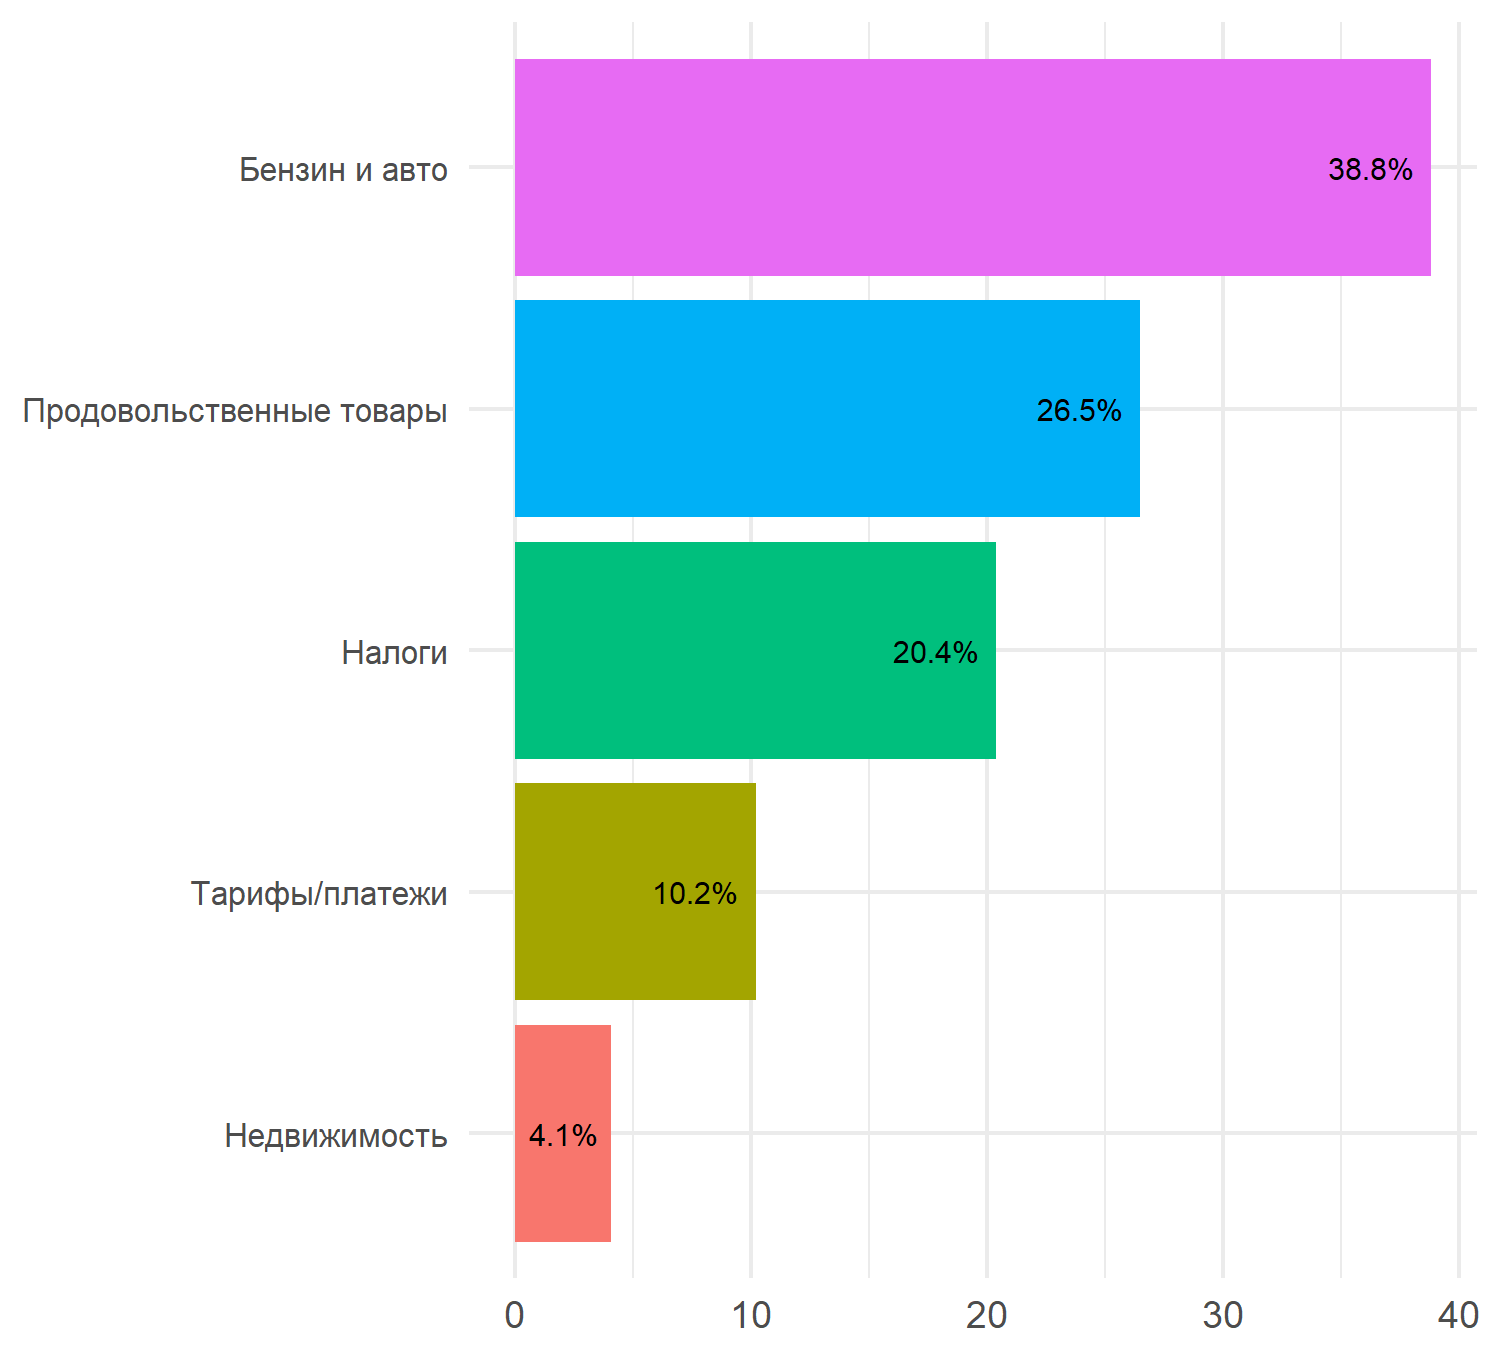 Бензин и авто
38.8%
Продовольственные товары
26.5%
Налоги
20.4%
Тарифы/платежи
10.2%
Недвижимость
4.1%
0 10 20 30 40